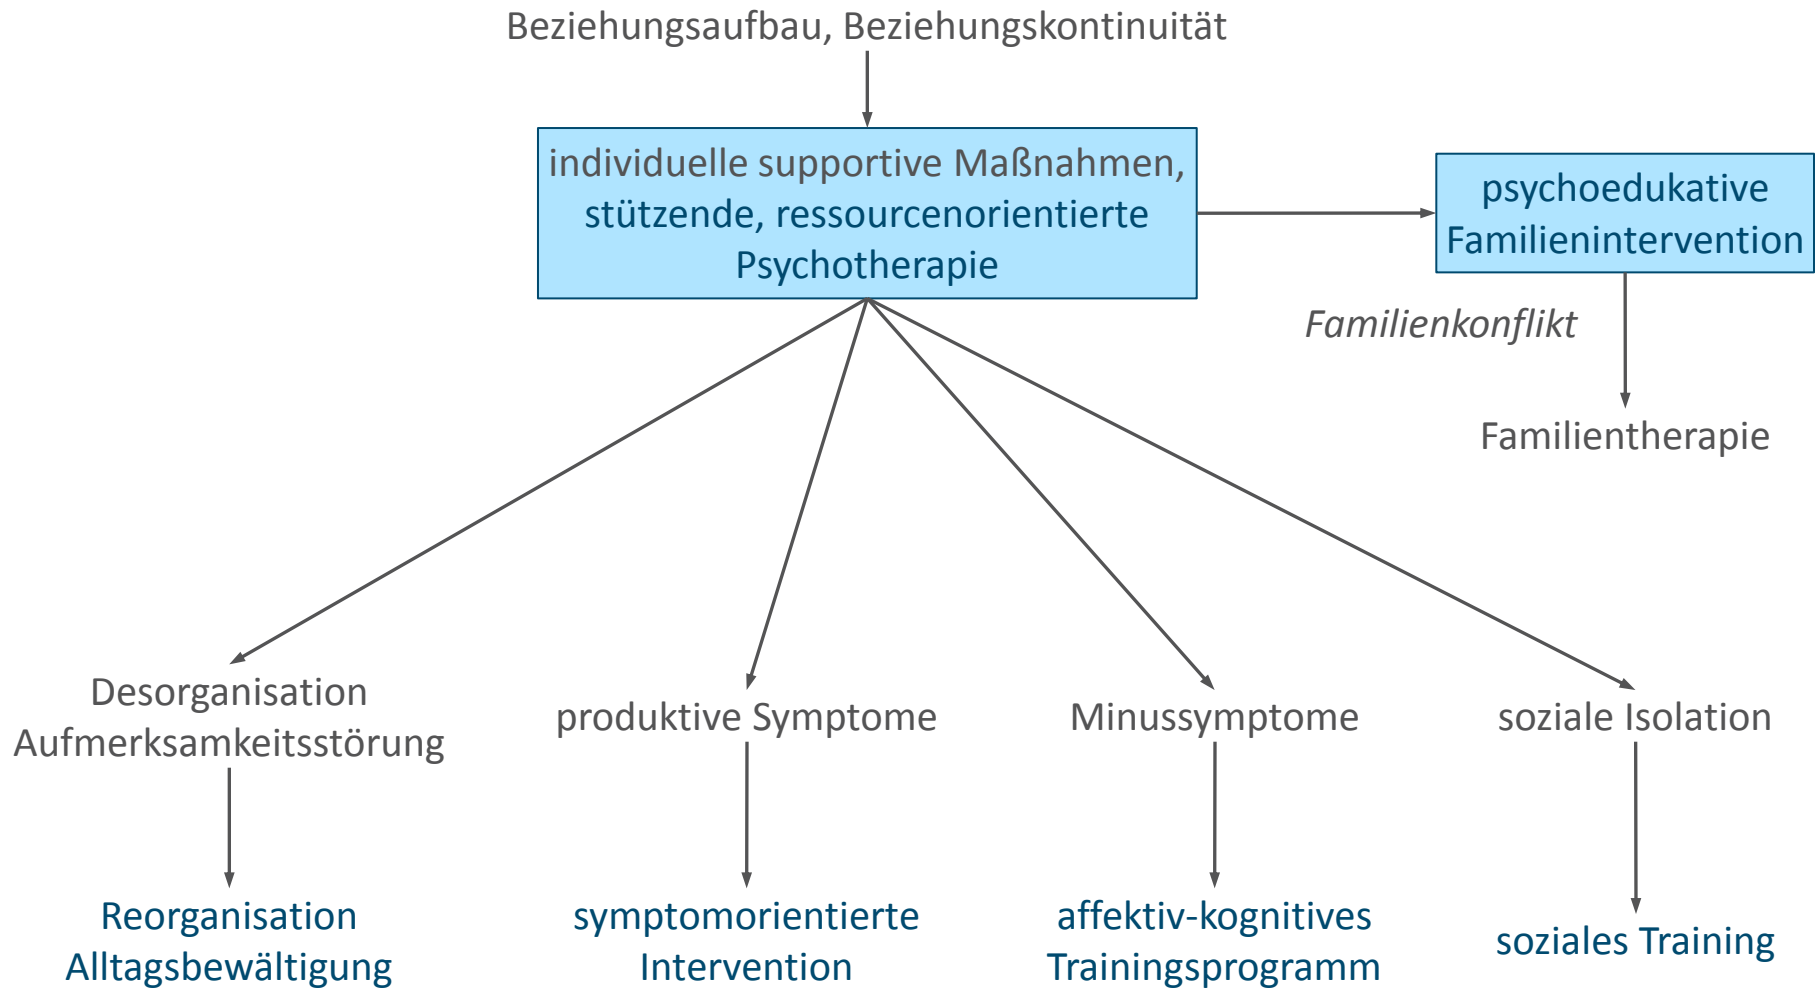 Beziehungsaufbau, Beziehungskontinuität
individuelle supportive Maßnahmen,
stützende, ressourcenorientierte
Psychotherapie
psychoedukative
Familienintervention
Familienkonflikt
Familientherapie
Desorganisation
Aufmerksamkeitsstörung
produktive Symptome
Minussymptome
soziale Isolation
Reorganisation
Alltagsbewältigung
symptomorientierte
Intervention
affektiv-kognitives
Trainingsprogramm
soziales Training